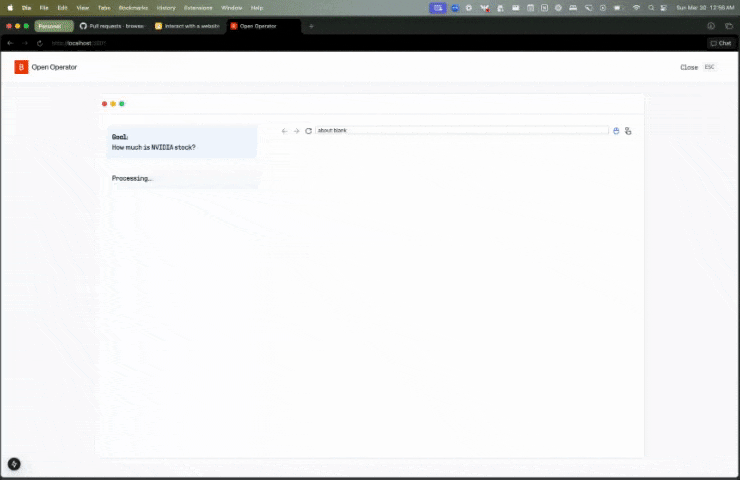 Dia File Edit View Tabs Bookmarks History Extensions Window Help Sun Mar 30 12:56 AM
Personal Pull requests · browse Interact with a website Open Operator
localhost Chat
B Open Operator Close ESC
Goal:
How much is NVIDIA stock?
about blank
Processing...